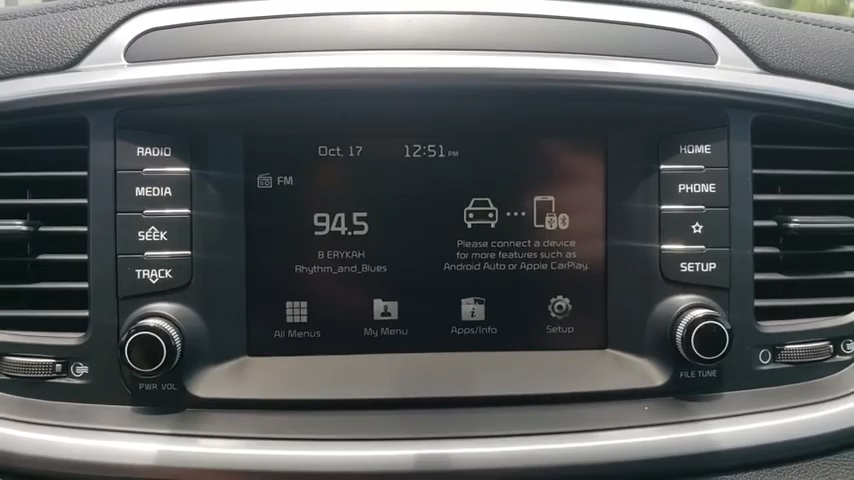 RADIO
MEDIA
SEEK
TRACK
PWR VOL
Oct. 17
12:51 PM
FM
94.5
B ERYKAH
Rhythm_and_Blues
Please connect a device
for more features such as
Android Auto or Apple CarPlay.
All Menus
My Menu
Apps/Info
Setup
HOME
PHONE
SETUP
FILE TUNE